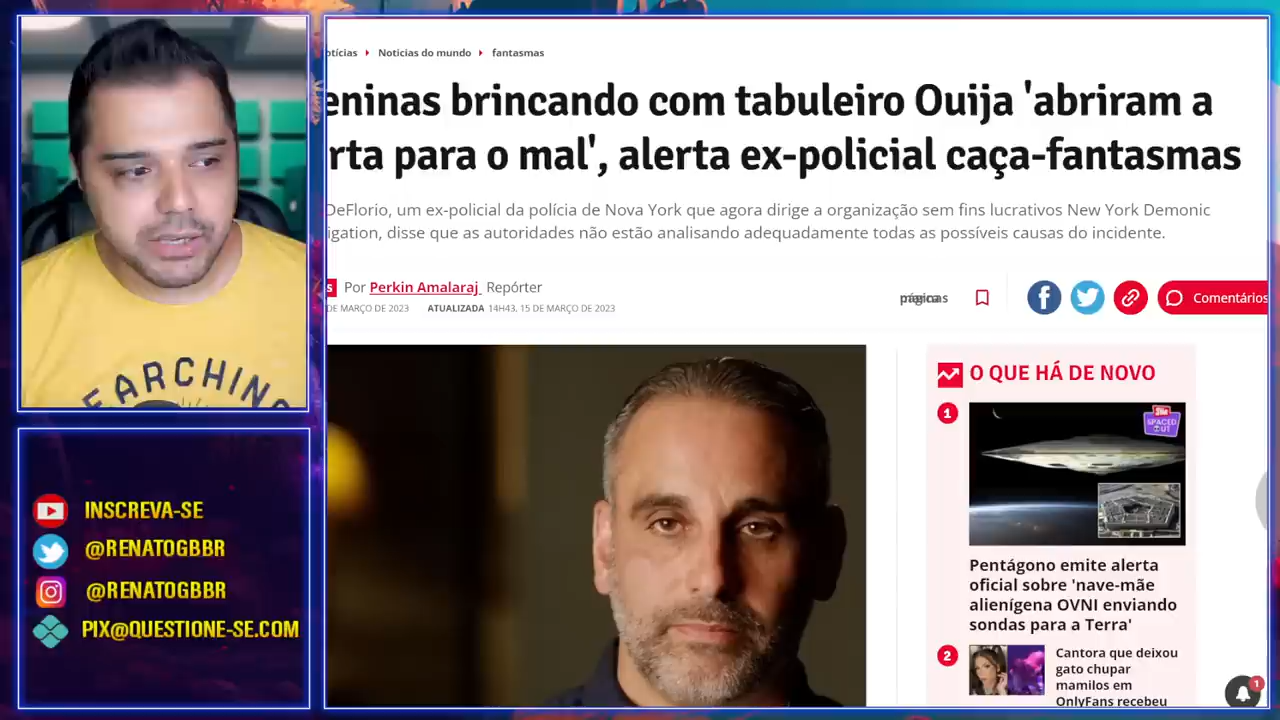 otícias Noticias do mundo fantasmas
eninas brincando com tabuleiro Ouija 'abriram a
rta para o mal', alerta ex-policial caça-fantasmas
DeFlorio, um ex-policial da polícia de Nova York que agora dirige a organização sem fins lucrativos New York Demonic
igation, disse que as autoridades não estão analisando adequadamente todas as possíveis causas do incidente.
s Por Perkin Amalaraj Repórter
Comentários
DE MARÇO DE 2023 ATUALIZADA 14H43, 15 DE MARÇO DE 2023
EARCHING
O QUE HÁ DE NOVO
1
SPACED OUT
Pentágono emite alerta
oficial sobre 'nave-mãe
alienígena OVNI enviando
sondas para a Terra'
2
Cantora que deixou
gato chupar
mamilos em
OnlyFans recebeu
1
INSCREVA-SE
@RENATOGBBR
@RENATOGBBR
PIX@QUESTIONE-SE.COM